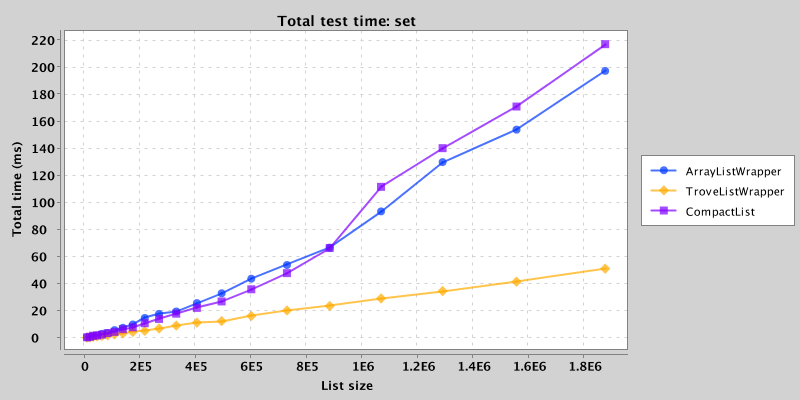 Total test time: set
Total time (ms)
220
200
180
160
140
120
100
80
60
40
20
0
0 2E5 4E5 6E5 8E5 1E6 1.2E6 1.4E6 1.6E6 1.8E6
List size
ArrayListWrapper
TroveListWrapper
CompactList